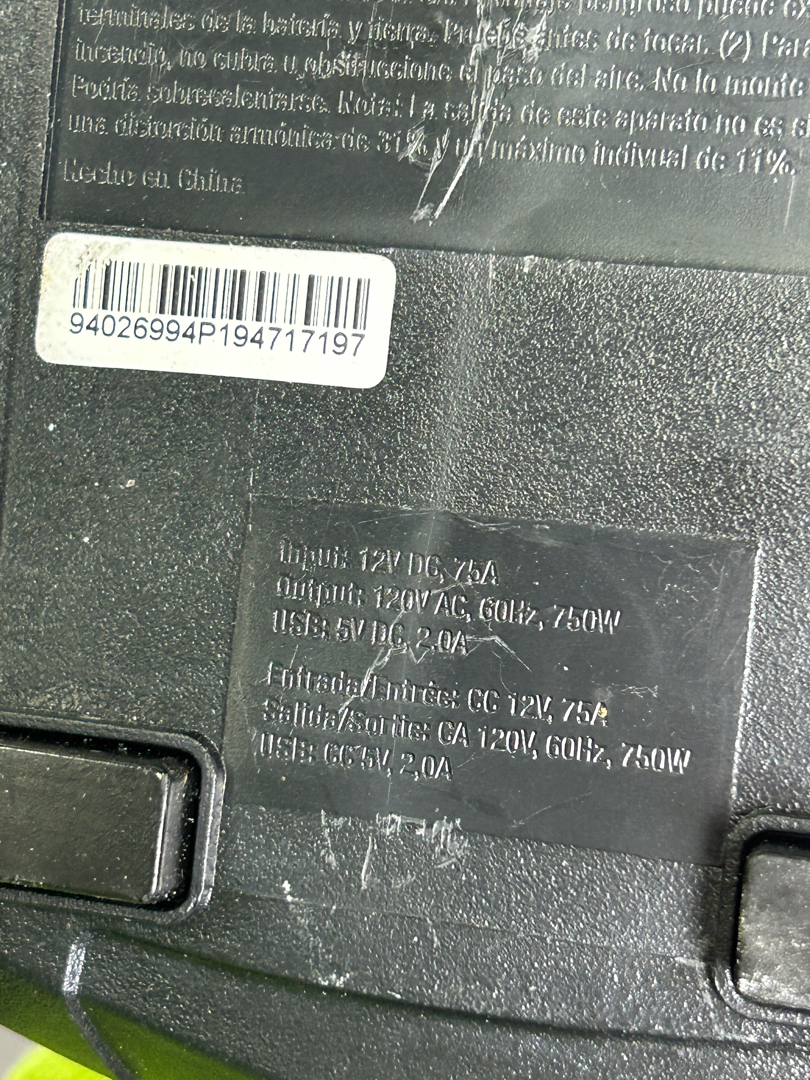 peligroso puede
terminales de la batería y tierra. Pruebe antes de tocar. (2) Par
incendio, no cubra u obstruccione el paso del aire. No lo monte
Podría sobrecalentarse. Nota: La salida de este aparato no es
una distorción armónica de 31% y un máximo indivual de 11%.
Hecho en China
94026994P194717197
Input: 12V DC, 75A
Output: 120V AC, 60Hz, 750W
USB: 5V DC, 2.0A
Entrada/Entrée: CC 12V, 75A
Salida/Sortie: CA 120V, 60Hz, 750W
USB: CC 5V, 2,0A